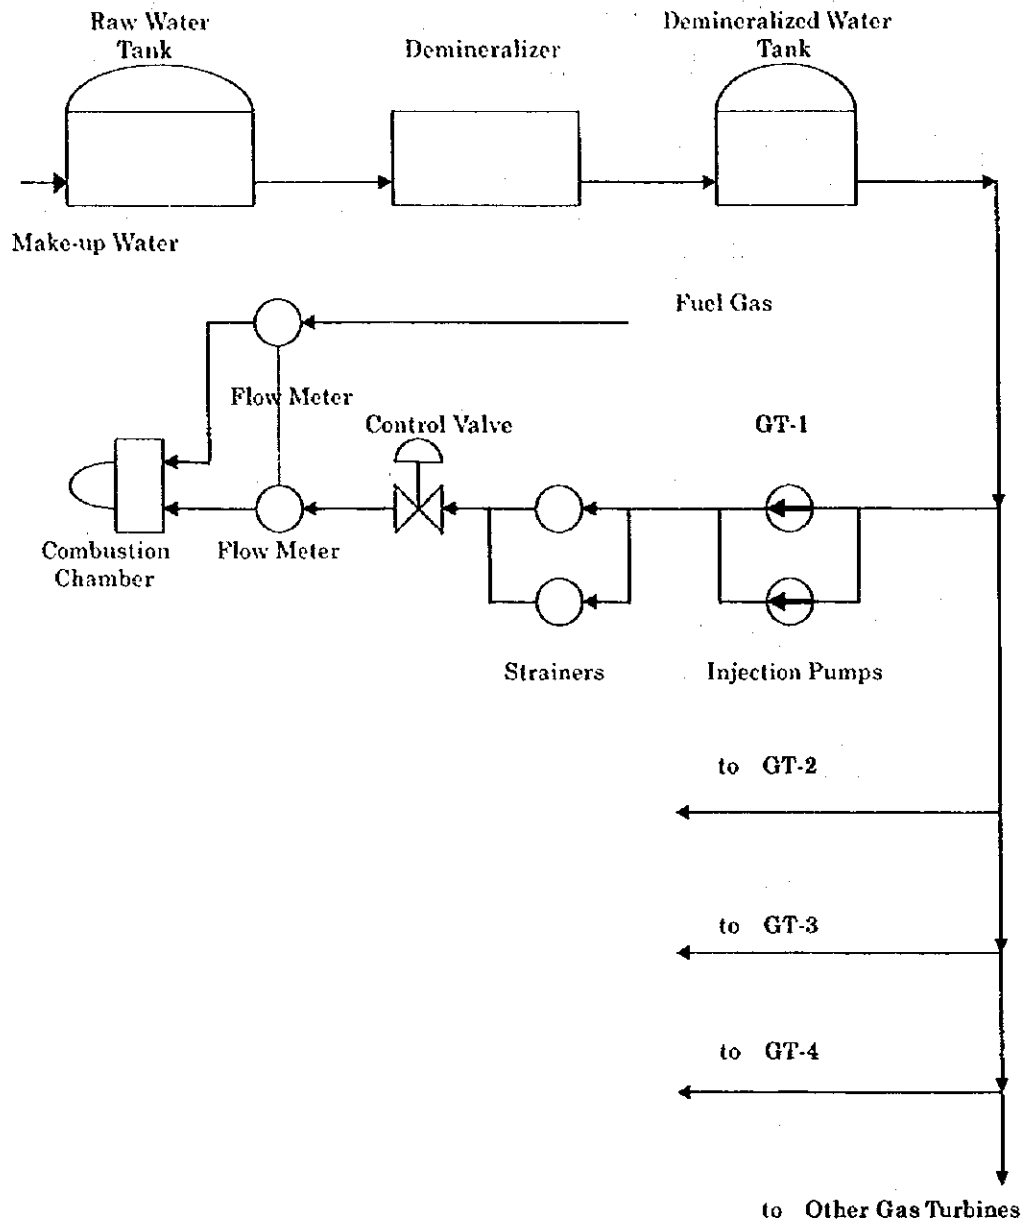 Raw Water
Tank
Demineralizer
Demineralized Water
Tank
Make-up Water
Fuel Gas
Flow Meter
Control Valve
GT-1
Combustion
Chamber
Flow Meter
Strainers
Injection Pumps
to GT-2
to GT-3
to GT-4
to Other Gas Turbines